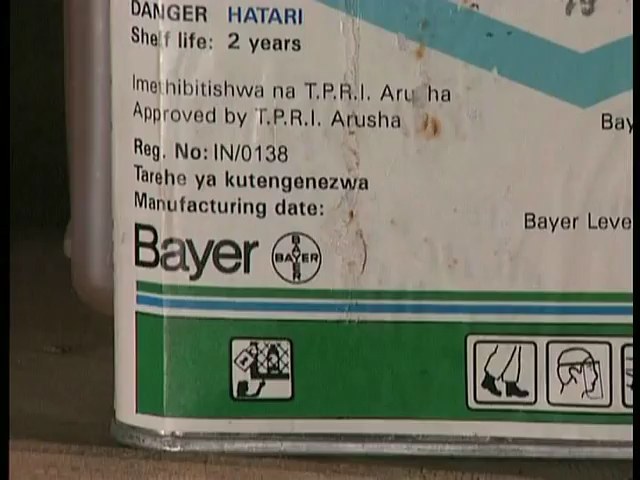 DANGER HATARI
Shelf life: 2 years
Imethibitishwa na T.P.R.I. Arusha
Approved by T.P.R.I. Arusha
Bay
Reg. No: IN/0138
Tarehe ya kutengenezwa
Manufacturing date:
Bayer Leve
Bayer
BAYER
BAYER